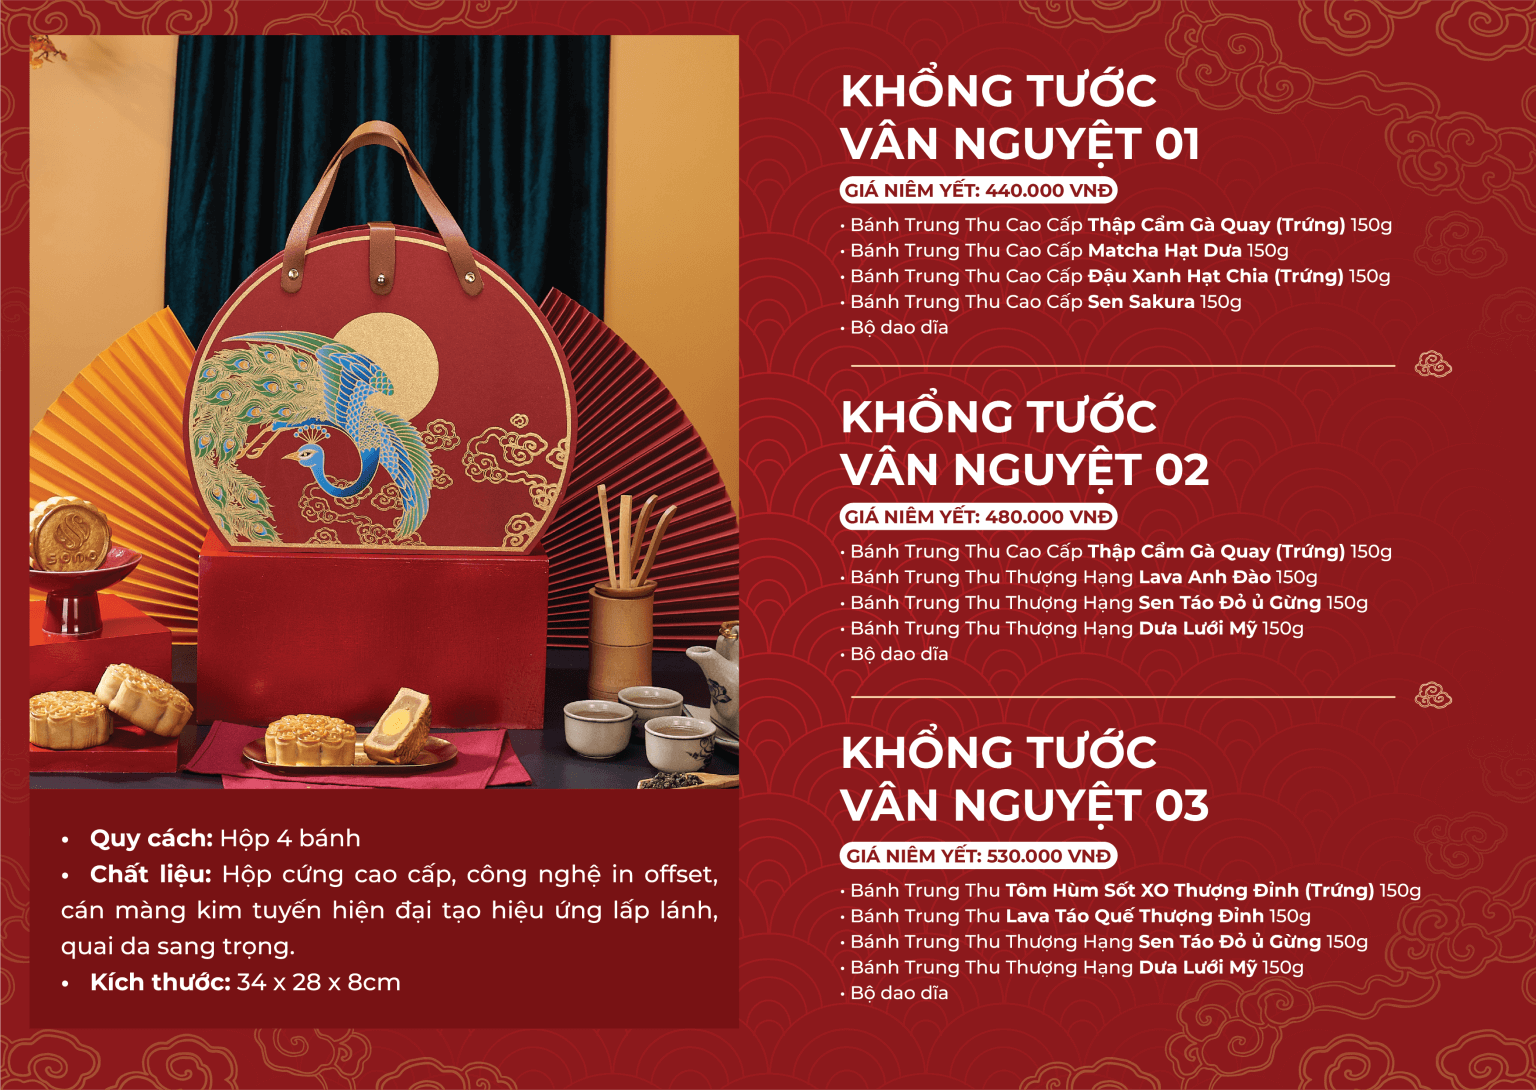 SONO
• Quy cách: Hộp 4 bánh
• Chất liệu: Hộp cứng cao cấp, công nghệ in offset,
cán màng kim tuyến hiện đại tạo hiệu ứng lấp lánh,
quai da sang trọng.
• Kích thước: 34 x 28 x 8cm
KHỔNG TƯỚC
VÂN NGUYỆT 01
GIÁ NIÊM YẾT: 440.000 VNĐ
• Bánh Trung Thu Cao Cấp Thập Cẩm Gà Quay (Trứng) 150g
• Bánh Trung Thu Cao Cấp Matcha Hạt Dưa 150g
• Bánh Trung Thu Cao Cấp Đậu Xanh Hạt Chia (Trứng) 150g
• Bánh Trung Thu Cao Cấp Sen Sakura 150g
• Bộ dao dĩa
KHỔNG TƯỚC
VÂN NGUYỆT 02
GIÁ NIÊM YẾT: 480.000 VNĐ
• Bánh Trung Thu Cao Cấp Thập Cẩm Gà Quay (Trứng) 150g
• Bánh Trung Thu Thượng Hạng Lava Anh Đào 150g
• Bánh Trung Thu Thượng Hạng Sen Táo Đỏ ủ Gừng 150g
• Bánh Trung Thu Thượng Hạng Dưa Lưới Mỹ 150g
• Bộ dao dĩa
KHỔNG TƯỚC
VÂN NGUYỆT 03
GIÁ NIÊM YẾT: 530.000 VNĐ
• Bánh Trung Thu Tôm Hùm Sốt XO Thượng Đỉnh (Trứng) 150g
• Bánh Trung Thu Lava Táo Quế Thượng Đỉnh 150g
• Bánh Trung Thu Thượng Hạng Sen Táo Đỏ ủ Gừng 150g
• Bánh Trung Thu Thượng Hạng Dưa Lưới Mỹ 150g
• Bộ dao dĩa